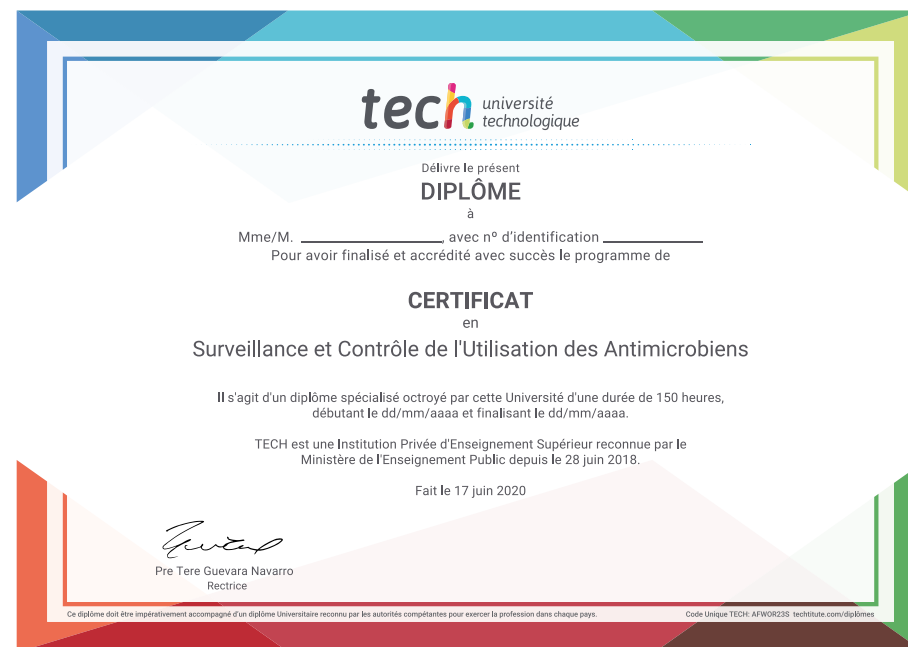 tech université
technologique
Délivre le présent
DIPLÔME
à
Mme/M. ____________________, avec nº d'identification ______________
Pour avoir finalisé et accrédité avec succès le programme de
CERTIFICAT
en
Surveillance et Contrôle de l'Utilisation des Antimicrobiens
Il s'agit d'un diplôme spécialisé octroyé par cette Université d'une durée de 150 heures,
débutant le dd/mm/aaaa et finalisant le dd/mm/aaaa.
TECH est une Institution Privée d'Enseignement Supérieur reconnue par le
Ministère de l'Enseignement Public depuis le 28 juin 2018.
Fait le 17 juin 2020
Pre Tere Guevara Navarro
Rectrice
Ce diplôme doit être impérativement accompagné d'un diplôme Universitaire reconnu par les autorités compétantes pour exercer la profession dans chaque pays.
Code Unique TECH: AFWOR23S techtitute.com/diplômes